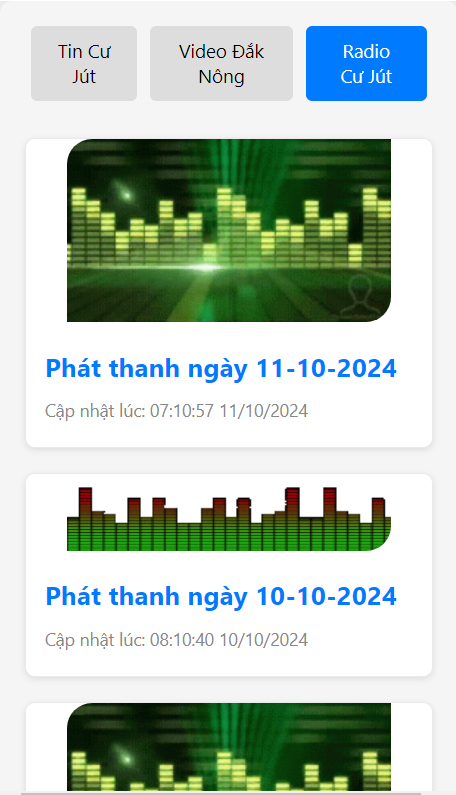 Tin Cư
Jút
Video Đắk
Nông
Radio
Cư Jút
Phát thanh ngày 11-10-2024
Cập nhật lúc: 07:10:57 11/10/2024
Phát thanh ngày 10-10-2024
Cập nhật lúc: 08:10:40 10/10/2024